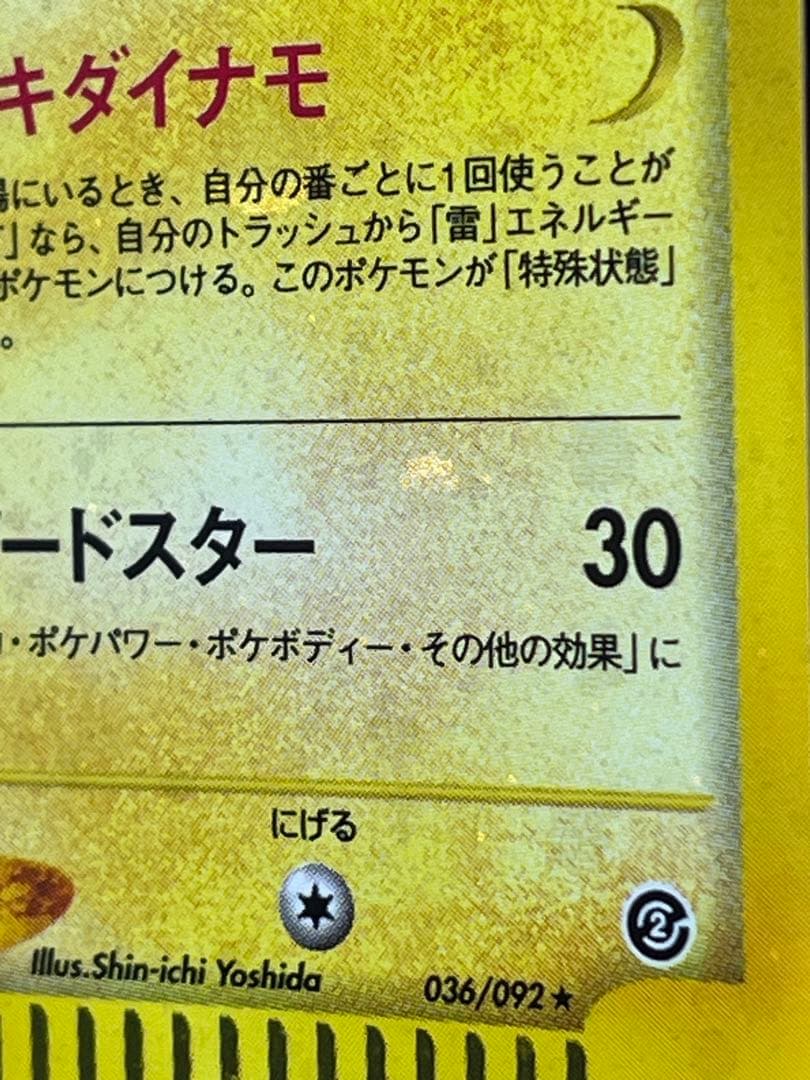 キダイナモ
場にいるとき、自分の番ごとに1回使うことが
」なら、自分のトラッシュから「雷」エネルギー
ポケモンにつける。このポケモンが「特殊状態」
。
ードスター 30
・ポケパワー・ポケボディー・その他の効果」に
にげる
2
Illus.Shin-ichi Yoshida 036/092★